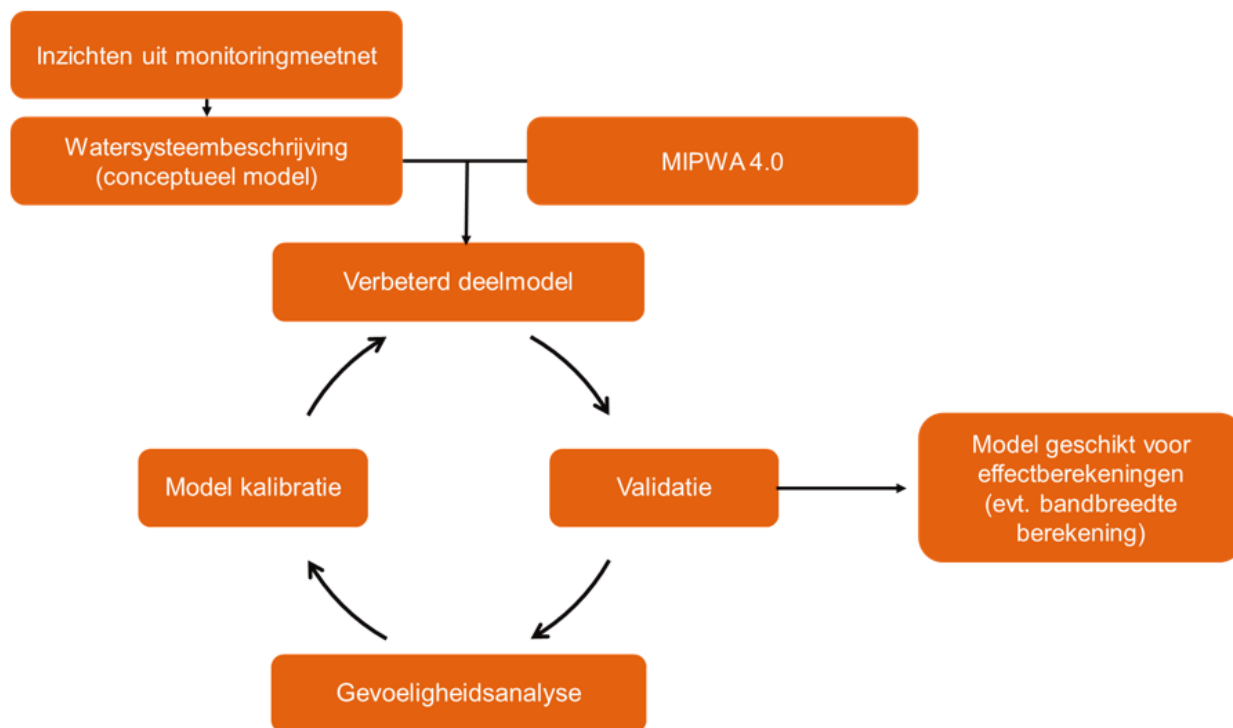 Inzichten uit monitoringmeetnet
Watersysteembeschrijving
(conceptueel model)
MIPWA 4.0
Verbeterd deelmodel
Model kalibratie
Validatie
Model geschikt voor
effectberekeningen
(evt. bandbreedte
berekening)
Gevoeligheidsanalyse